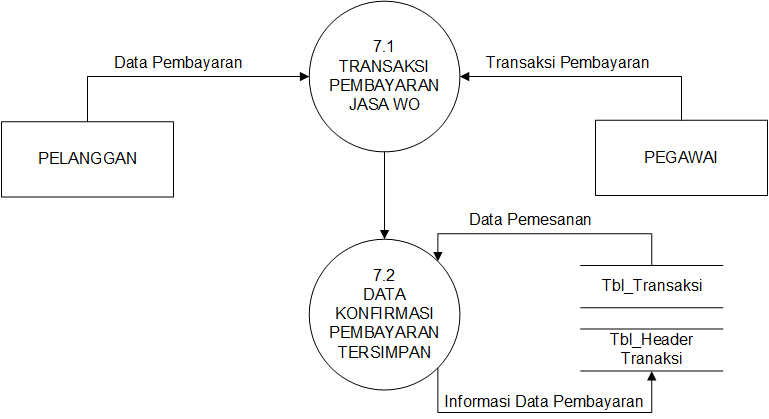 7.1
TRANSAKSI
PEMBAYARAN
JASA WO
Data Pembayaran
Transaksi Pembayaran
PELANGGAN
PEGAWAI
Data Pemesanan
7.2
DATA
KONFIRMASI
PEMBAYARAN
TERSIMPAN
Tbl_Transaksi
Tbl_Header
Tranaksi
Informasi Data Pembayaran